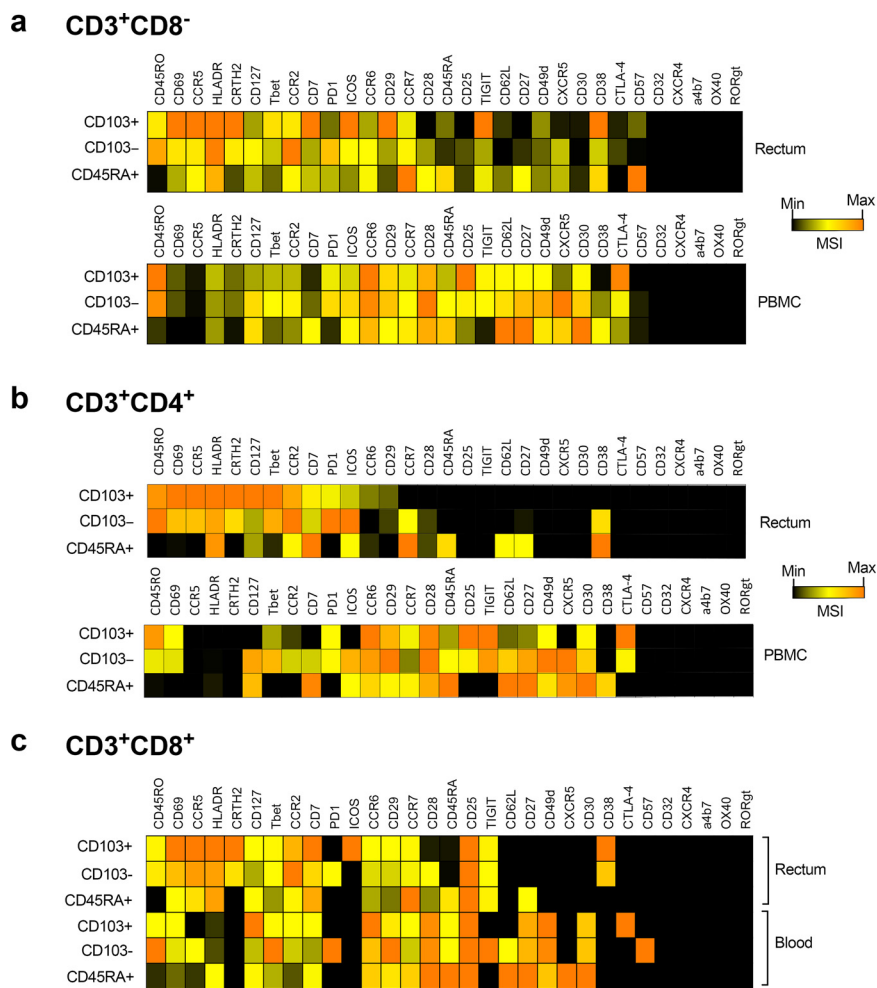 a CD3+CD8-
CD45RO CD69 CCR5 HLADR CRTH2 CD127 Tbet CCR2 CD7 PD1 ICOS CCR6 CD29 CCR7 CD28 CD45RA CD25 TIGIT CD62L CD27 CD49d CXCR5 CD30 CD38 CTLA-4 CD57 CD32 CXCR4 a4b7 OX40 RORgt
CD103+
CD103–
CD45RA+
Rectum
CD45RO CD69 CCR5 HLADR CRTH2 CD127 Tbet CCR2 CD7 PD1 ICOS CCR6 CD29 CCR7 CD28 CD45RA CD25 TIGIT CD62L CD27 CD49d CXCR5 CD30 CD38 CTLA-4 CD57 CD32 CXCR4 a4b7 OX40 RORgt
Min Max
MSI
CD103+
CD103–
CD45RA+
PBMC
b CD3+CD4+
CD45RO CD69 CCR5 HLADR CRTH2 CD127 Tbet CCR2 CD7 PD1 ICOS CCR6 CD29 CCR7 CD28 CD45RA CD25 TIGIT CD62L CD27 CD49d CXCR5 CD30 CD38 CTLA-4 CD57 CD32 CXCR4 a4b7 OX40 RORgt
CD103+
CD103–
CD45RA+
Rectum
CD45RO CD69 CCR5 HLADR CRTH2 CD127 Tbet CCR2 CD7 PD1 ICOS CCR6 CD29 CCR7 CD28 CD45RA CD25 TIGIT CD62L CD27 CD49d CXCR5 CD30 CD38 CTLA-4 CD57 CD32 CXCR4 a4b7 OX40 RORgt
Min Max
MSI
CD103+
CD103–
CD45RA+
PBMC
c CD3+CD8+
CD45RO CD69 CCR5 HLADR CRTH2 CD127 Tbet CCR2 CD7 PD1 ICOS CCR6 CD29 CCR7 CD28 CD45RA CD25 TIGIT CD62L CD27 CD49d CXCR5 CD30 CD38 CTLA-4 CD57 CD32 CXCR4 a4b7 OX40 RORgt
CD103+
CD103-
CD45RA+
Rectum
CD103+
CD103-
CD45RA+
Blood